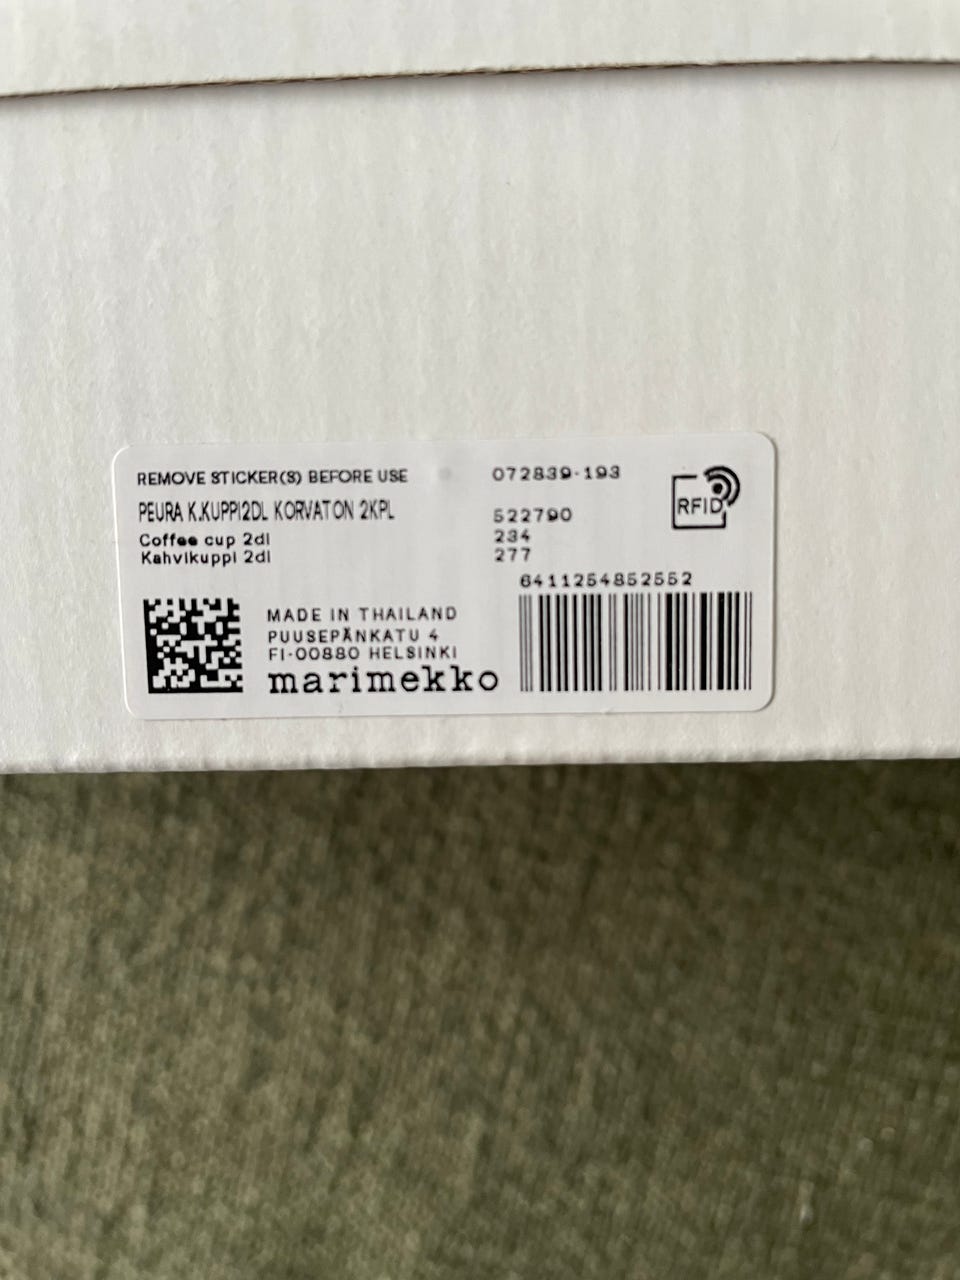 REMOVE STICKER(S) BEFORE USE
PEURA K.KUPPI2DL KORVATON 2KPL
Coffee cup 2dl
Kahvikuppi 2dl
072839-193
522790
234
277
RFID
6411254852552
MADE IN THAILAND
PUUSEPÄNKATU 4
FI-00880 HELSINKI
marimekko